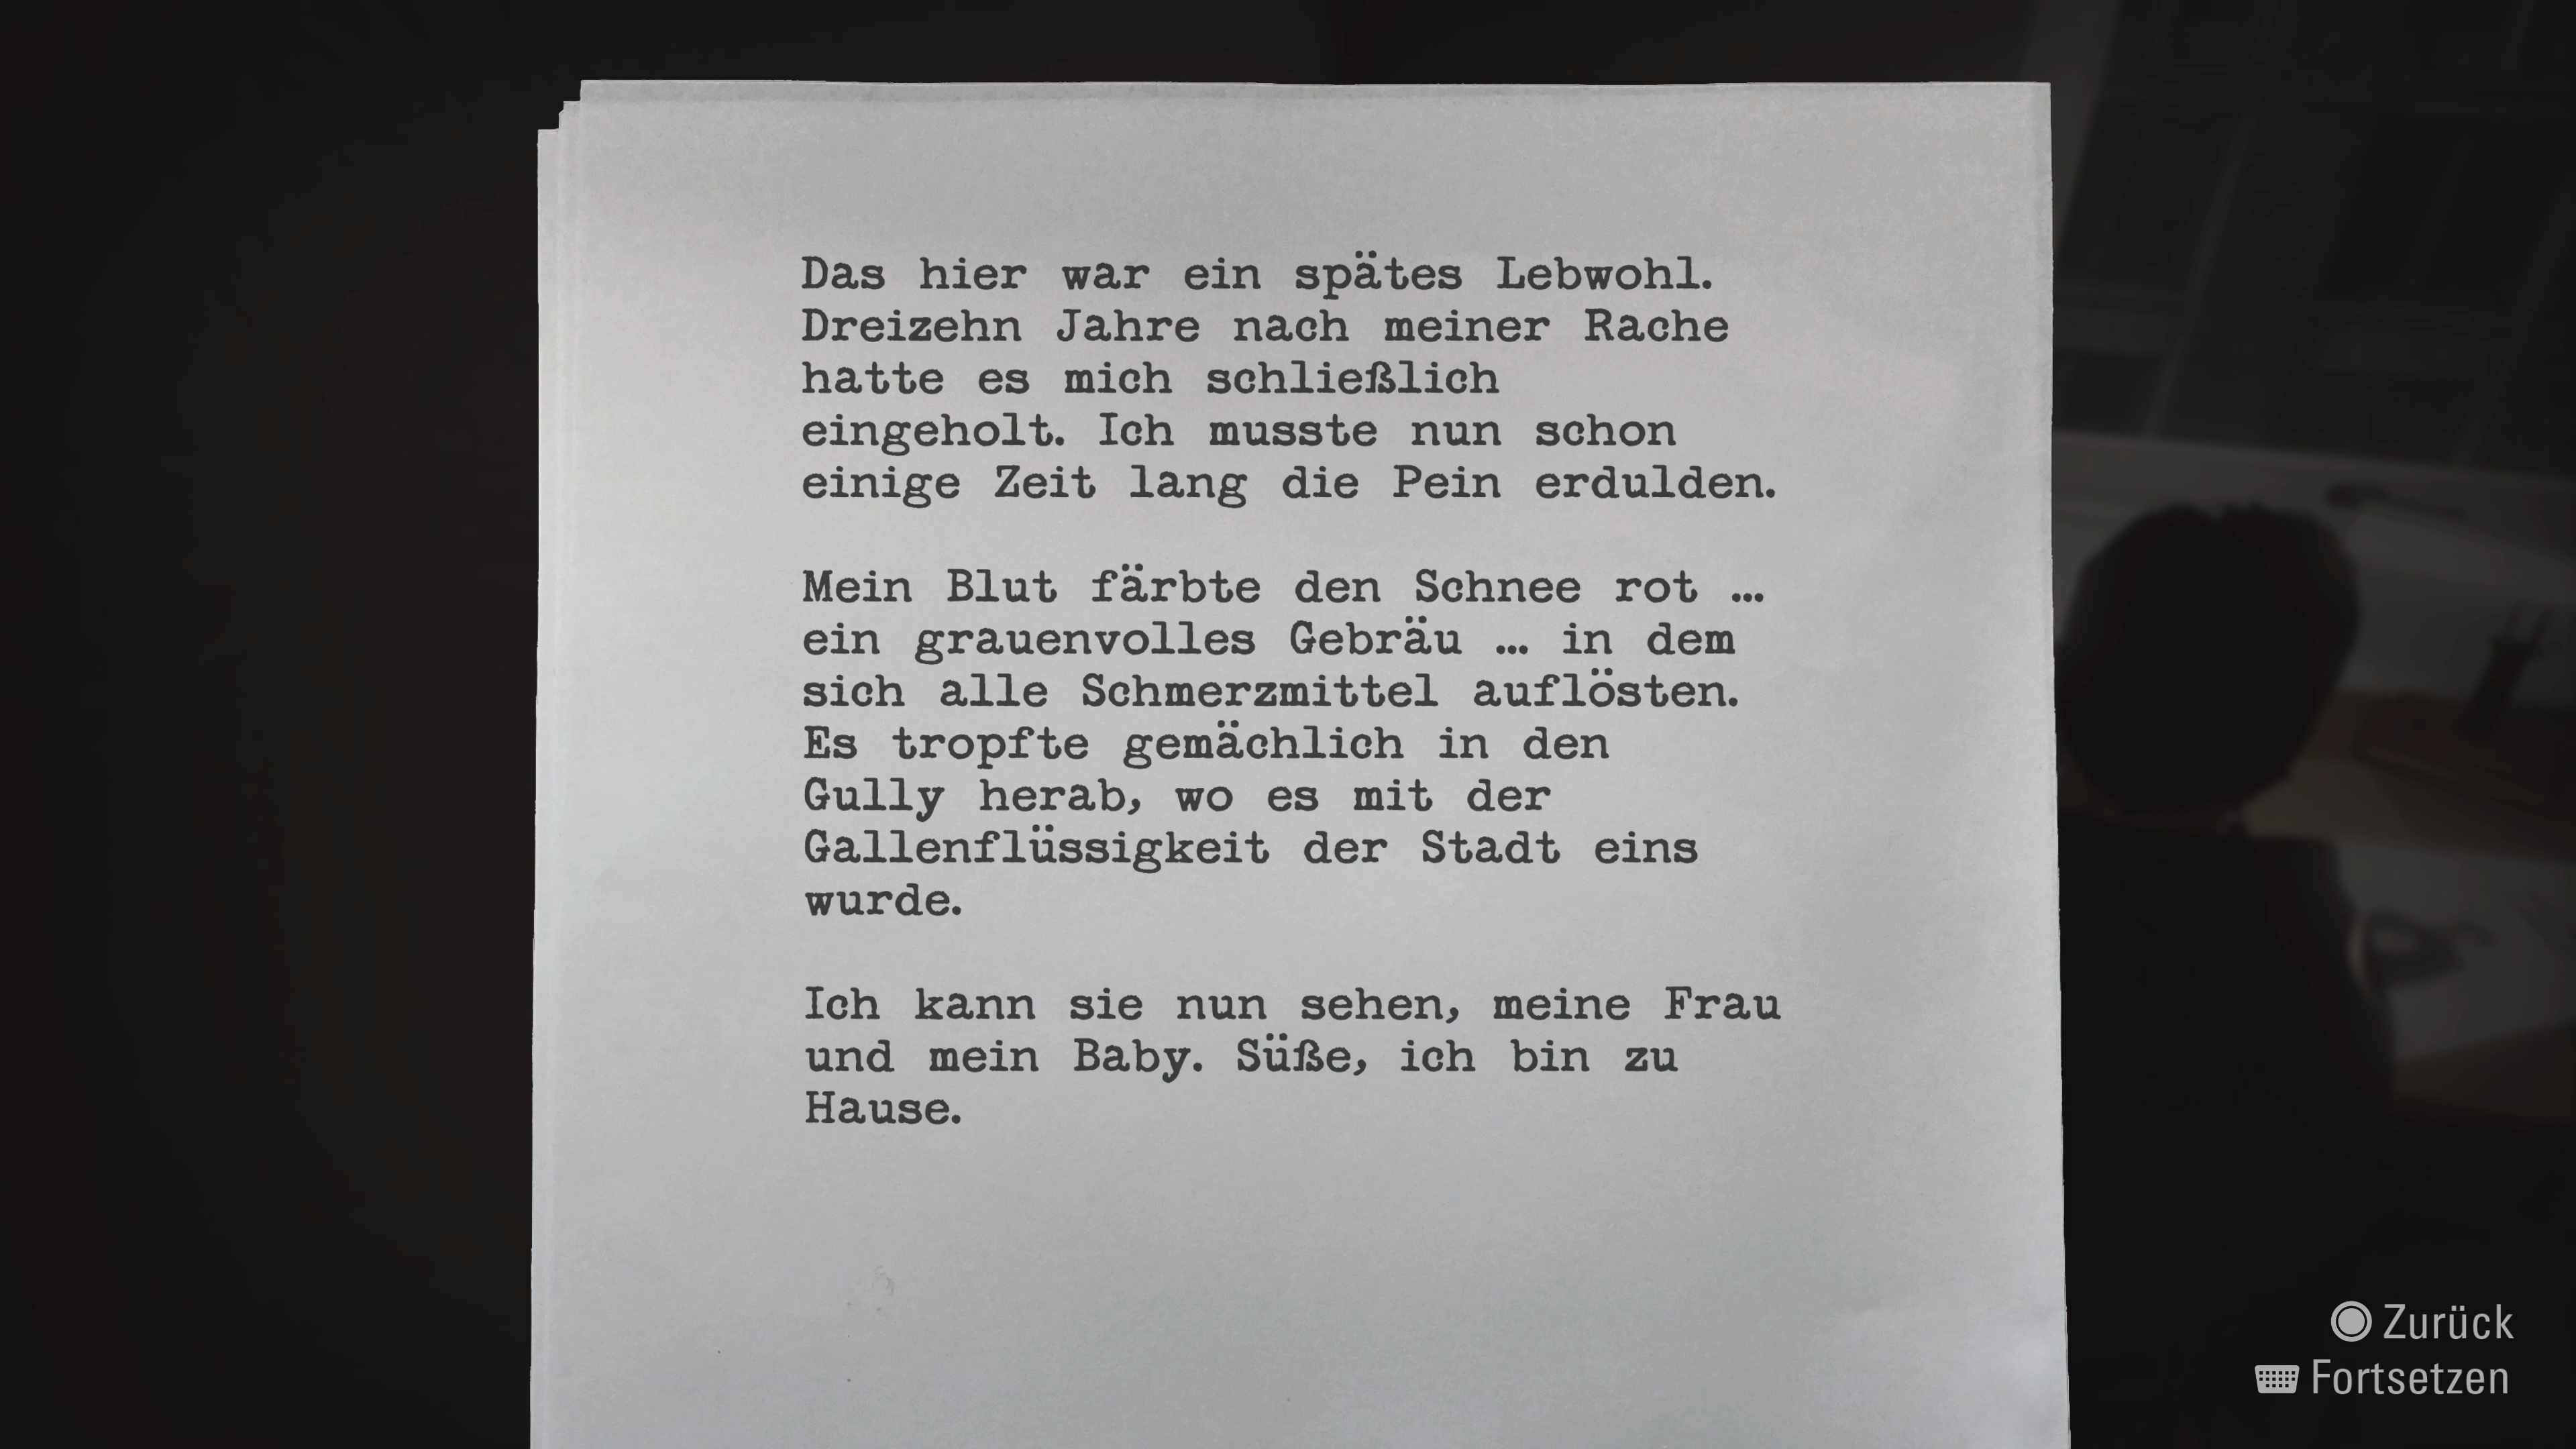 Das hier war ein spätes Lebwohl.
Dreizehn Jahre nach meiner Rache
hatte es mich schließlich
eingeholt. Ich musste nun schon
einige Zeit lang die Pein erdulden.
Mein Blut färbte den Schnee rot …
ein grauenvolles Gebräu … in dem
sich alle Schmerzmittel auflösten.
Es tropfte gemächlich in den
Gully herab, wo es mit der
Gallenflüssigkeit der Stadt eins
wurde.
Ich kann sie nun sehen, meine Frau
und mein Baby. Süße, ich bin zu
Hause.
Zurück
Fortsetzen